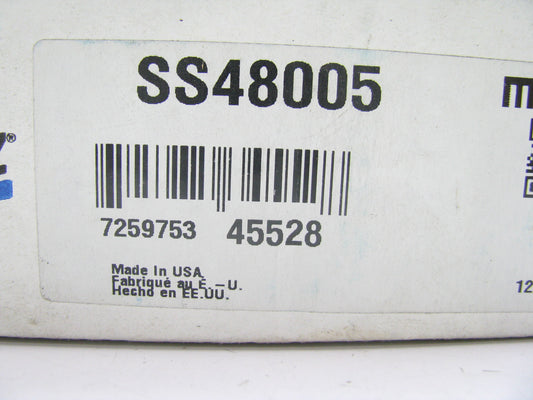 SS48005
7259753 45528
Made In USA
Fabriqué au É.-U.
Hecho en EE.UU.